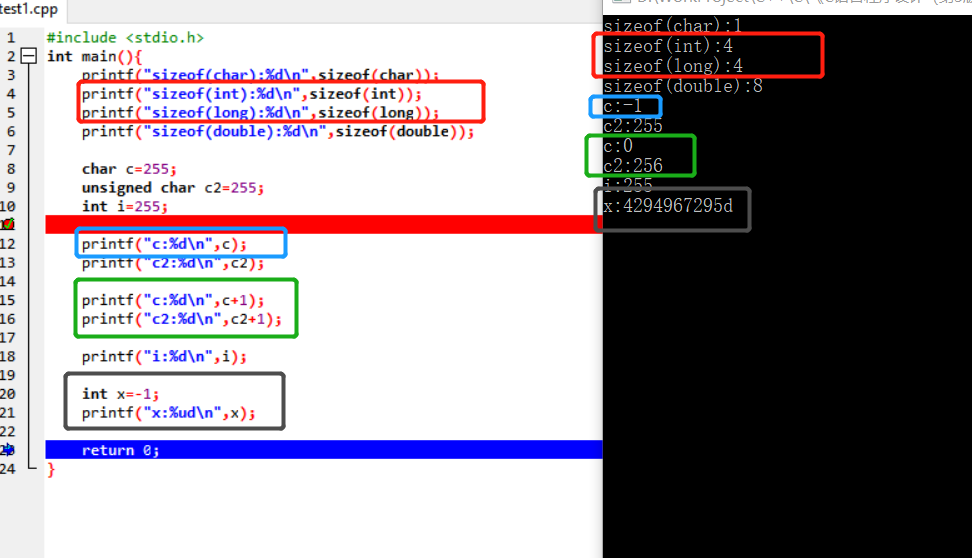 test1.cpp
1 #include <stdio.h>
2 int main(){
3 printf("sizeof(char):%d\n",sizeof(char));
4 printf("sizeof(int):%d\n",sizeof(int));
5 printf("sizeof(long):%d\n",sizeof(long));
6 printf("sizeof(double):%d\n",sizeof(double));
7
8 char c=255;
9 unsigned char c2=255;
10 int i=255;
12 printf("c:%d\n",c);
13 printf("c2:%d\n",c2);
14
15 printf("c:%d\n",c+1);
16 printf("c2:%d\n",c2+1);
17
18 printf("i:%d\n",i);
19
20 int x=-1;
21 printf("x:%ud\n",x);
22
return 0;
24 }
sizeof(char):1
sizeof(int):4
sizeof(long):4
sizeof(double):8
c:-1
c2:255
c:0
c2:256
i:255
x:4294967295d